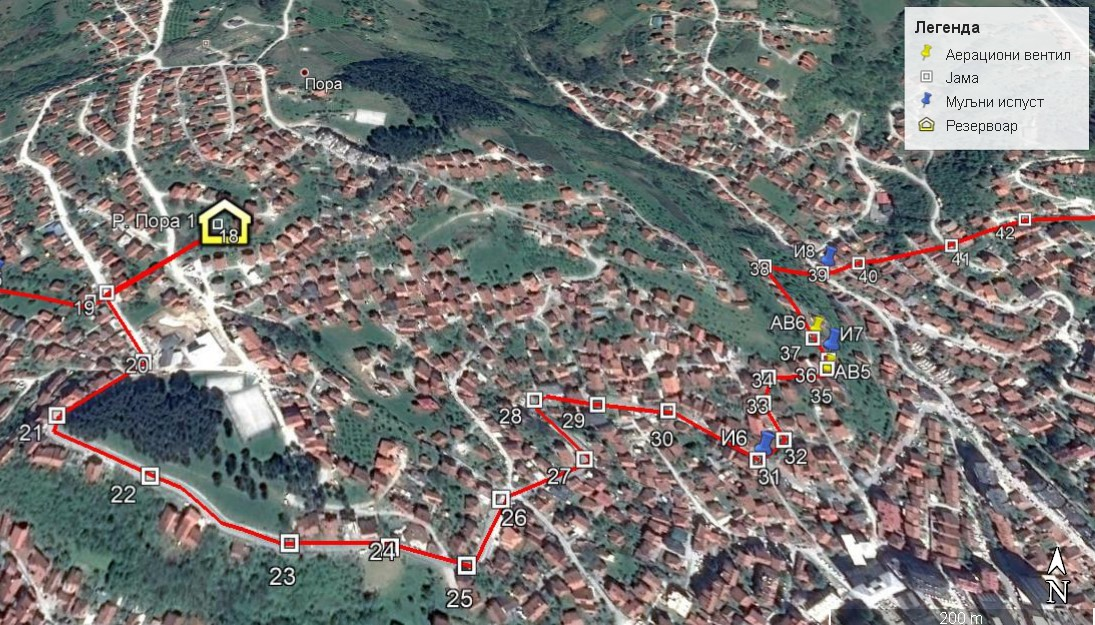 Легенда
Аерациони вентил
Јама
Муљни испуст
Резервоар
Пора
Р. Пора 1
18
19
20
21
22
23
24
25
26
27
28
29
30
И6
31
32
33
34
35
36
АВ5
И7
37
АВ6
38
И8
39
40
41
42
N
200 m